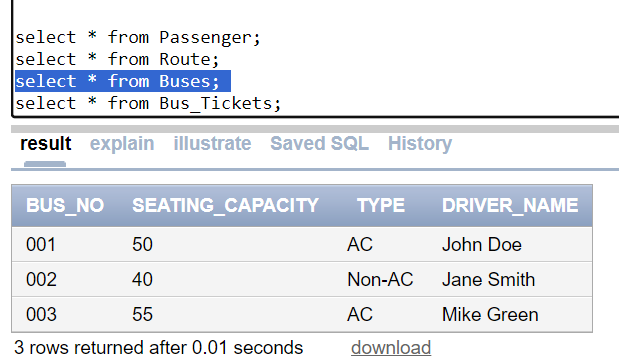 select * from Passenger;
select * from Route;
select * from Buses;
select * from Bus_Tickets;
result explain illustrate Saved SQL History
BUS_NO SEATING_CAPACITY TYPE DRIVER_NAME
001 50 AC John Doe
002 40 Non-AC Jane Smith
003 55 AC Mike Green
3 rows returned after 0.01 seconds download